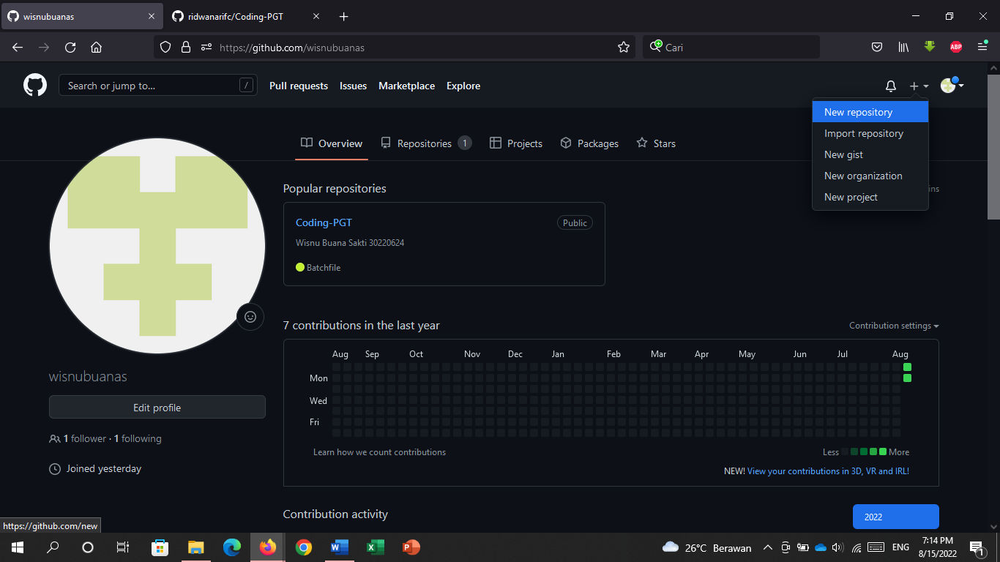 wisnubuanas
ridwanarifc/Coding-PGT
https://github.com/wisnubuanas
Cari
ABP
Search or jump to...
/
Pull requests Issues Marketplace Explore
New repository
Import repository
New gist
New organization
New project
Overview Repositories 1 Projects Packages Stars
Popular repositories
ins
Coding-PGT Public
Wisnu Buana Sakti 30220624
Batchfile
7 contributions in the last year
Contribution settings
Aug Sep Oct Nov Dec Jan Feb Mar Apr May Jun Jul Aug
Mon
Wed
Fri
Learn how we count contributions
Less More
NEW! View your contributions in 3D, VR and IRL!
wisnubuanas
Edit profile
1 follower · 1 following
Joined yesterday
Contribution activity
2022
https://github.com/new
26°C Berawan
ENG
7:14 PM
8/15/2022
1